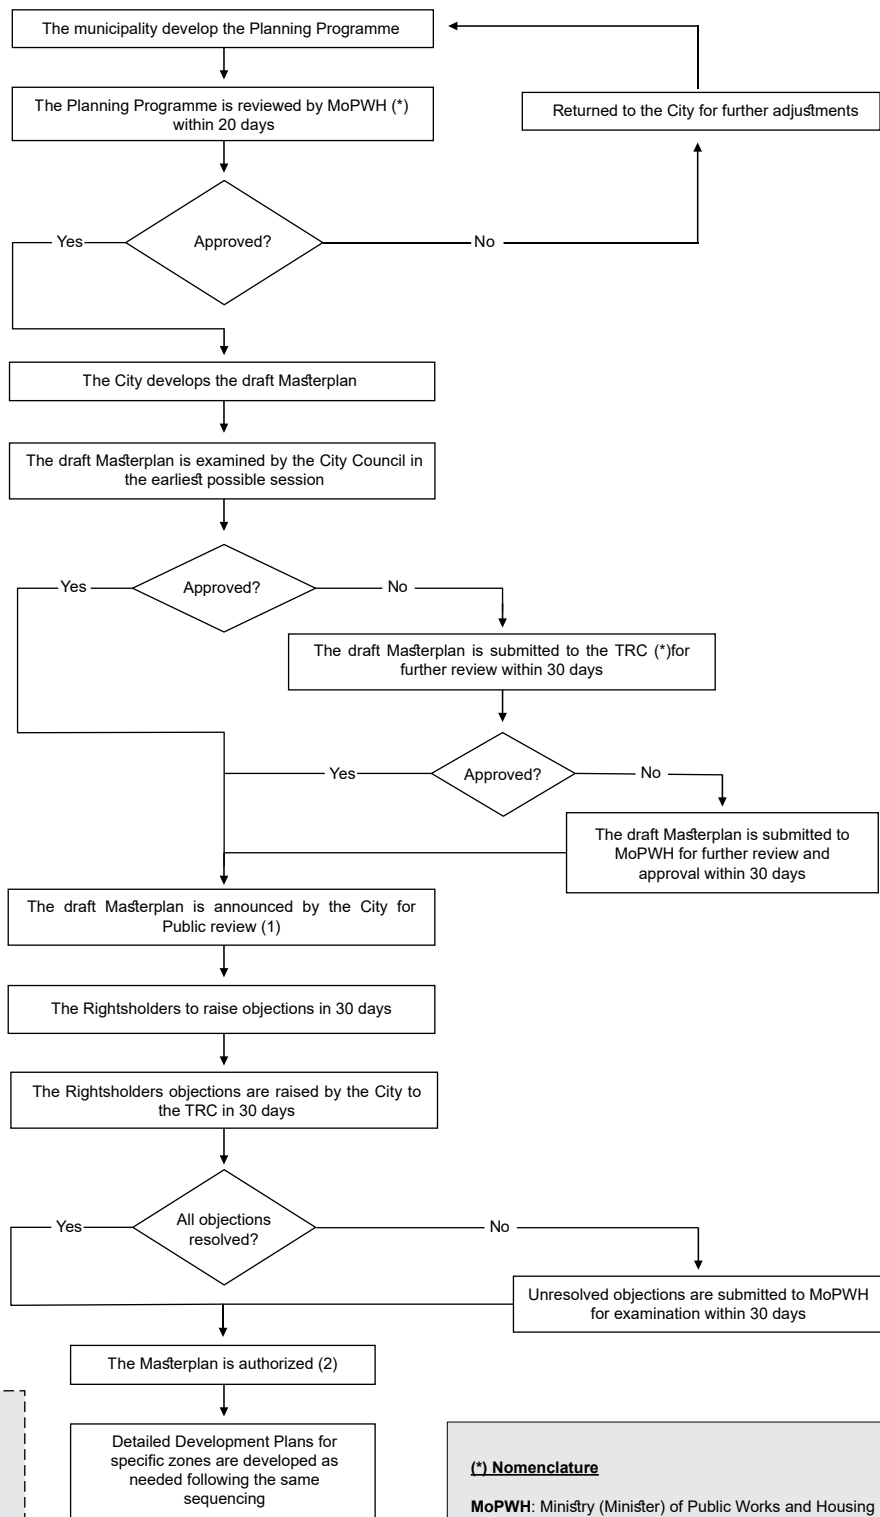 The municipality develop the Planning Programme
The Planning Programme is reviewed by MoPWH (*)
within 20 days
Returned to the City for further adjustments
Approved?
Yes
No
The City develops the draft Masterplan
The draft Masterplan is examined by the City Council in
the earliest possible session
Approved?
Yes
No
The draft Masterplan is submitted to the TRC (*)for
further review within 30 days
Approved?
Yes
No
The draft Masterplan is submitted to
MoPWH for further review and
approval within 30 days
The draft Masterplan is announced by the City for
Public review (1)
The Rightsholders to raise objections in 30 days
The Rightsholders objections are raised by the City to
the TRC in 30 days
All objections
resolved?
Yes
No
Unresolved objections are submitted to MoPWH
for examination within 30 days
The Masterplan is authorized (2)
Detailed Development Plans for
specific zones are developed as
needed following the same
sequencing
(*) Nomenclature
MoPWH: Ministry (Minister) of Public Works and Housing